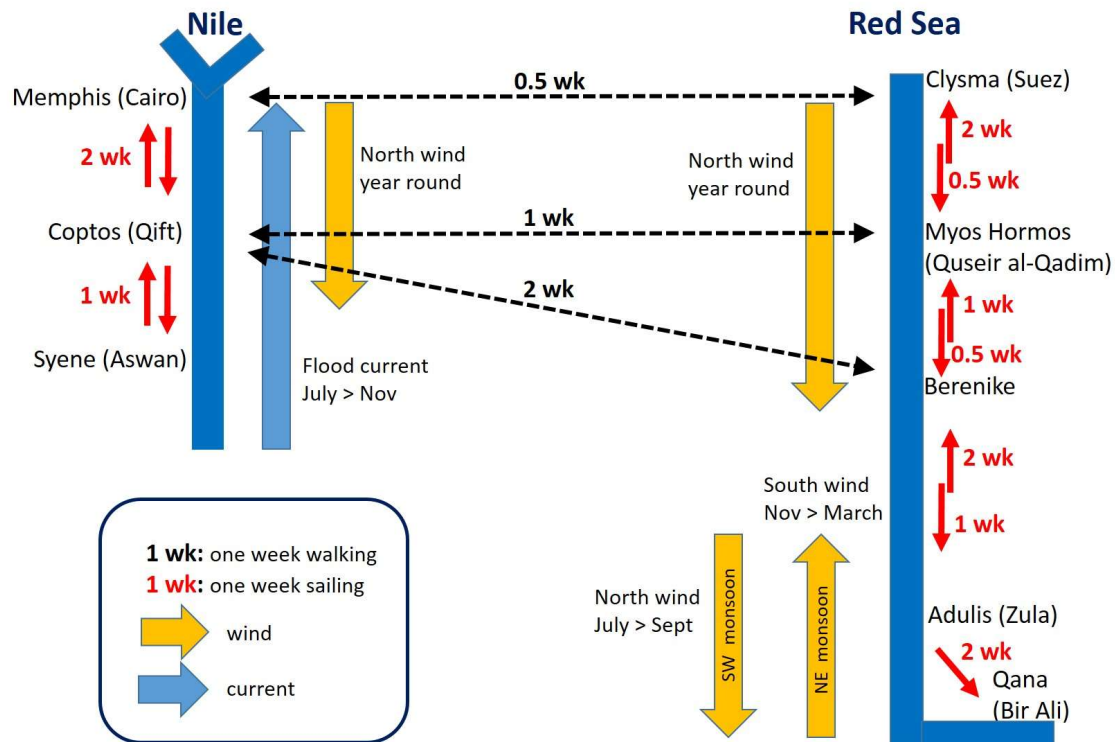 Nile
Red Sea
Memphis (Cairo)
0.5 wk
Clysma (Suez)
2 wk
North wind
year round
North wind
year round
2 wk
0.5 wk
Coptos (Qift)
1 wk
Myos Hormos
(Quseir al-Qadim)
1 wk
2 wk
1 wk
0.5 wk
Syene (Aswan)
Flood current
July > Nov
Berenike
2 wk
1 wk
South wind
Nov > March
1 wk: one week walking
1 wk: one week sailing
wind
current
North wind
July > Sept
SW monsoon
NE monsoon
Adulis (Zula)
2 wk
Qana
(Bir Ali)